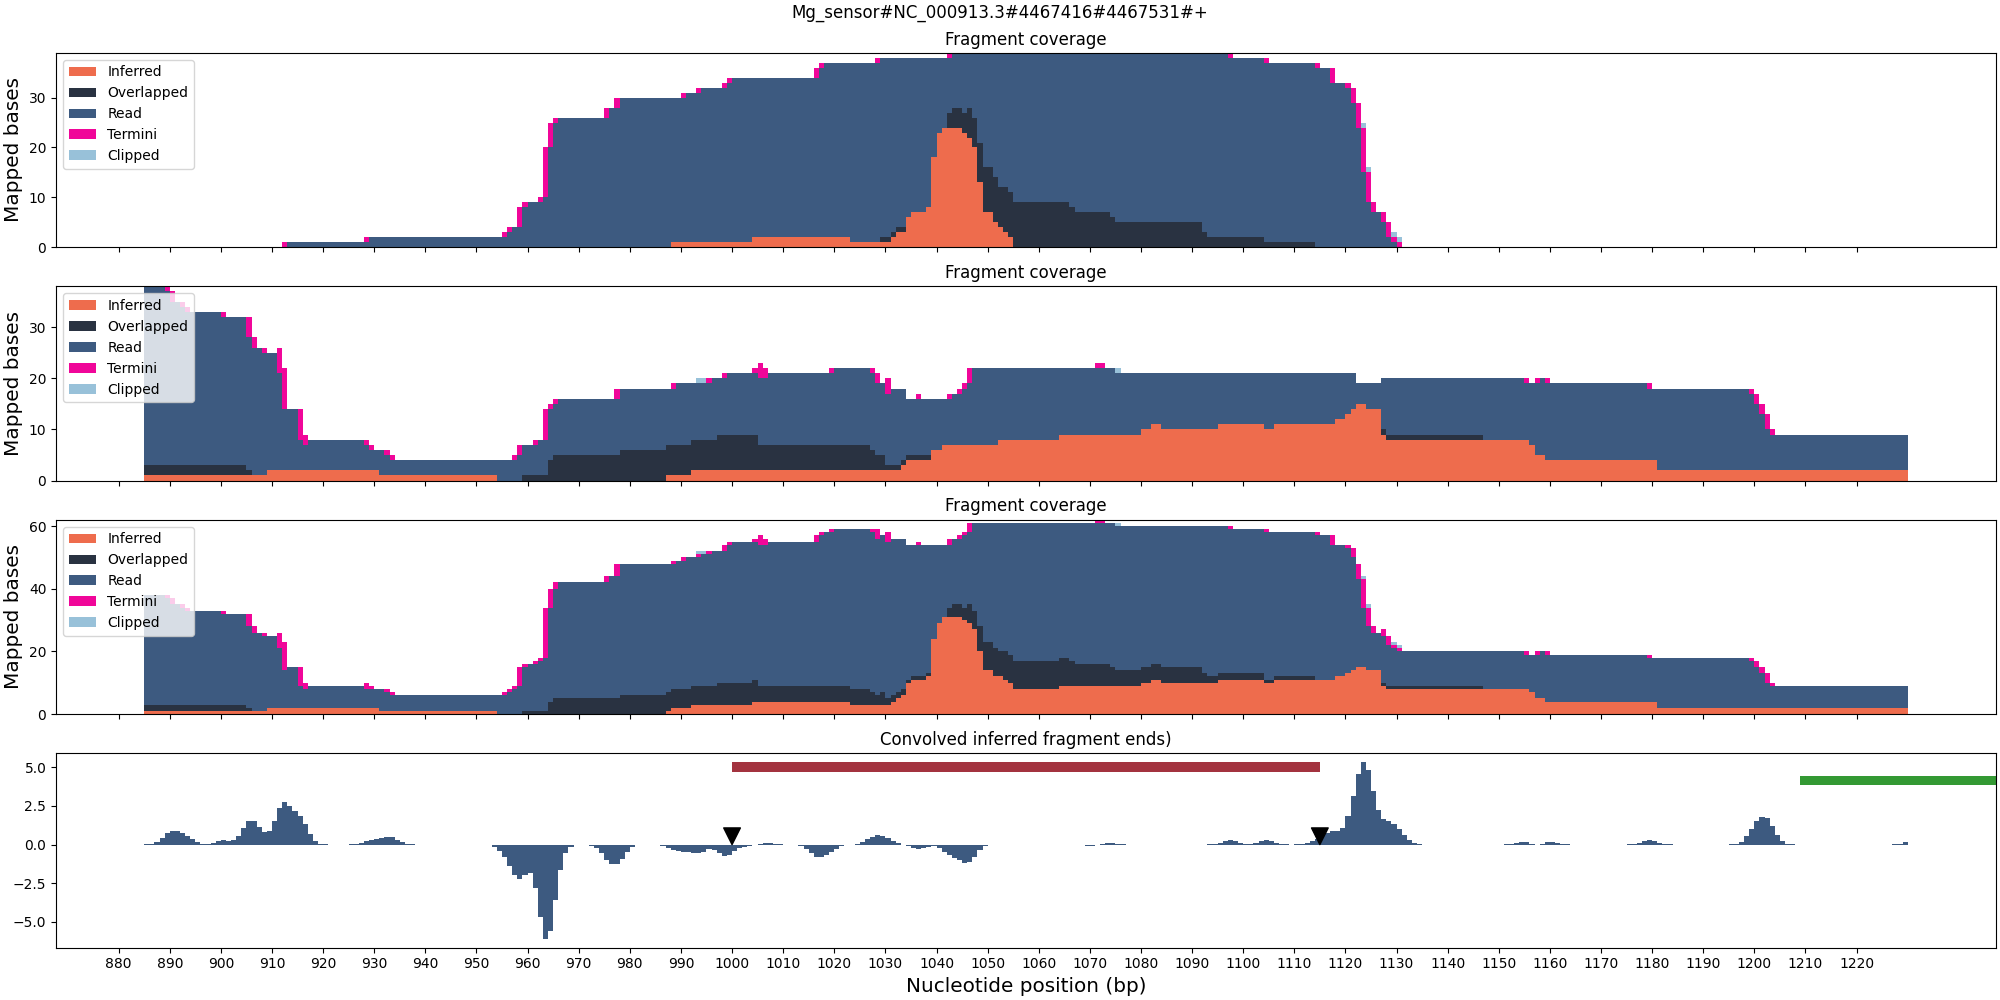 Mg_sensor#NC_000913.3#4467416#4467531#+
Fragment coverage
Mapped bases
30
20
10
0
Inferred
Overlapped
Read
Termini
Clipped
Fragment coverage
Mapped bases
30
20
10
0
Inferred
Overlapped
Read
Termini
Clipped
Fragment coverage
Mapped bases
60
40
20
0
Inferred
Overlapped
Read
Termini
Clipped
Convolved inferred fragment ends)
5.0
2.5
0.0
−2.5
−5.0
880 890 900 910 920 930 940 950 960 970 980 990 1000 1010 1020 1030 1040 1050 1060 1070 1080 1090 1100 1110 1120 1130 1140 1150 1160 1170 1180 1190 1200 1210 1220
Nucleotide position (bp)